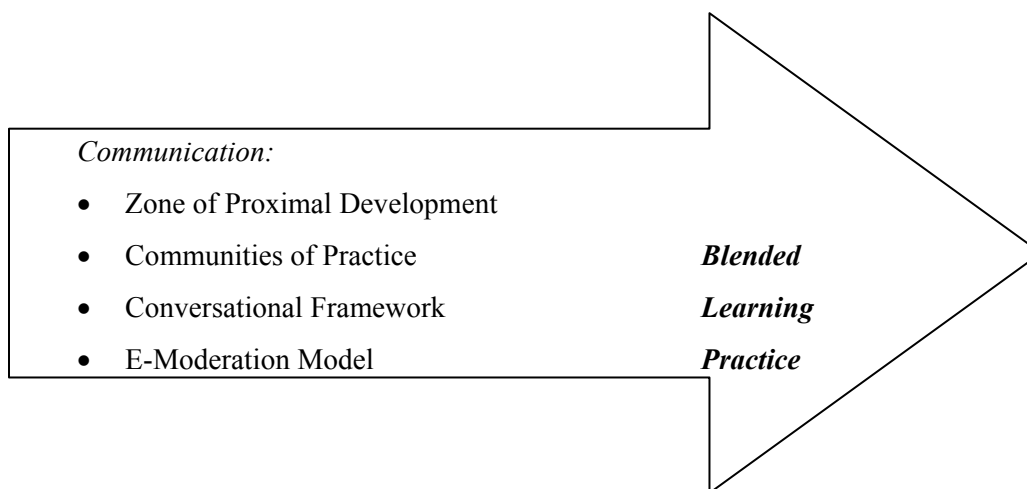 Communication:
• Zone of Proximal Development
• Communities of Practice Blended
• Conversational Framework Learning
• E-Moderation Model Practice